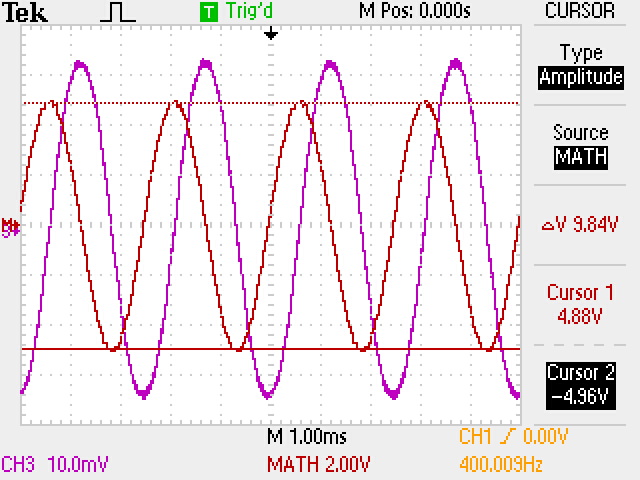 Tek T Trig'd M Pos: 0.000s CURSOR
Type
Amplitude
Source
MATH
△V 9.84V
Cursor 1
4.88V
Cursor 2
-4.96V
M 1.00ms CH1 0.00V
CH3 10.0mV MATH 2.00V 400.009Hz